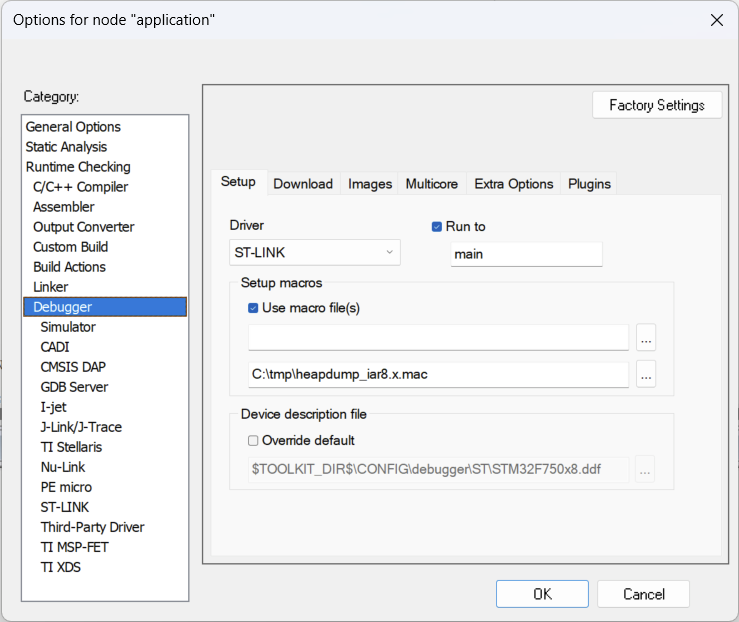 Options for node "application"
Category:
General Options
Static Analysis
Runtime Checking
C/C++ Compiler
Assembler
Output Converter
Custom Build
Build Actions
Linker
Debugger
Simulator
CADI
CMSIS DAP
GDB Server
I-jet
J-Link/J-Trace
TI Stellaris
Nu-Link
PE micro
ST-LINK
Third-Party Driver
TI MSP-FET
TI XDS
Factory Settings
Setup Download Images Multicore Extra Options Plugins
Driver
ST-LINK
Run to
main
Setup macros
Use macro file(s)
...
C:\tmp\heapdump_iar8.x.mac
...
Device description file
Override default
$TOOLKIT_DIR$\CONFIG\debugger\ST\STM32F750x8.ddf
...
OK Cancel